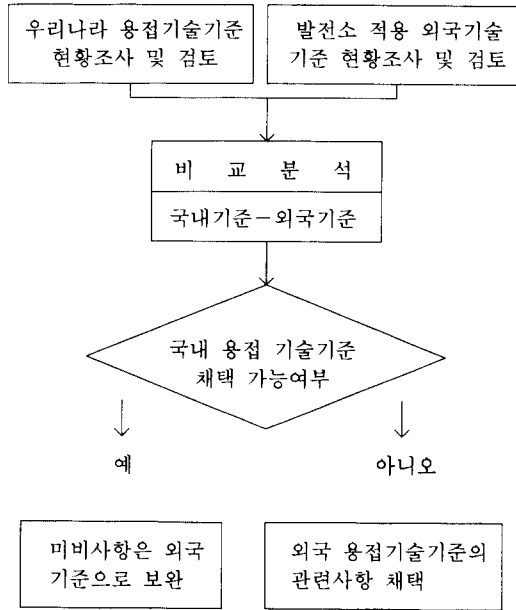 우리나라 용접기술기준
현황조사 및 검토
발전소 적용 외국기술
기준 현황조사 및 검토
비 교 분 석
국내기준-외국기준
국내 용접 기술기준
채택 가능여부
예
아니오
미비사항은 외국
기준으로 보완
외국 용접기술기준의
관련사항 채택